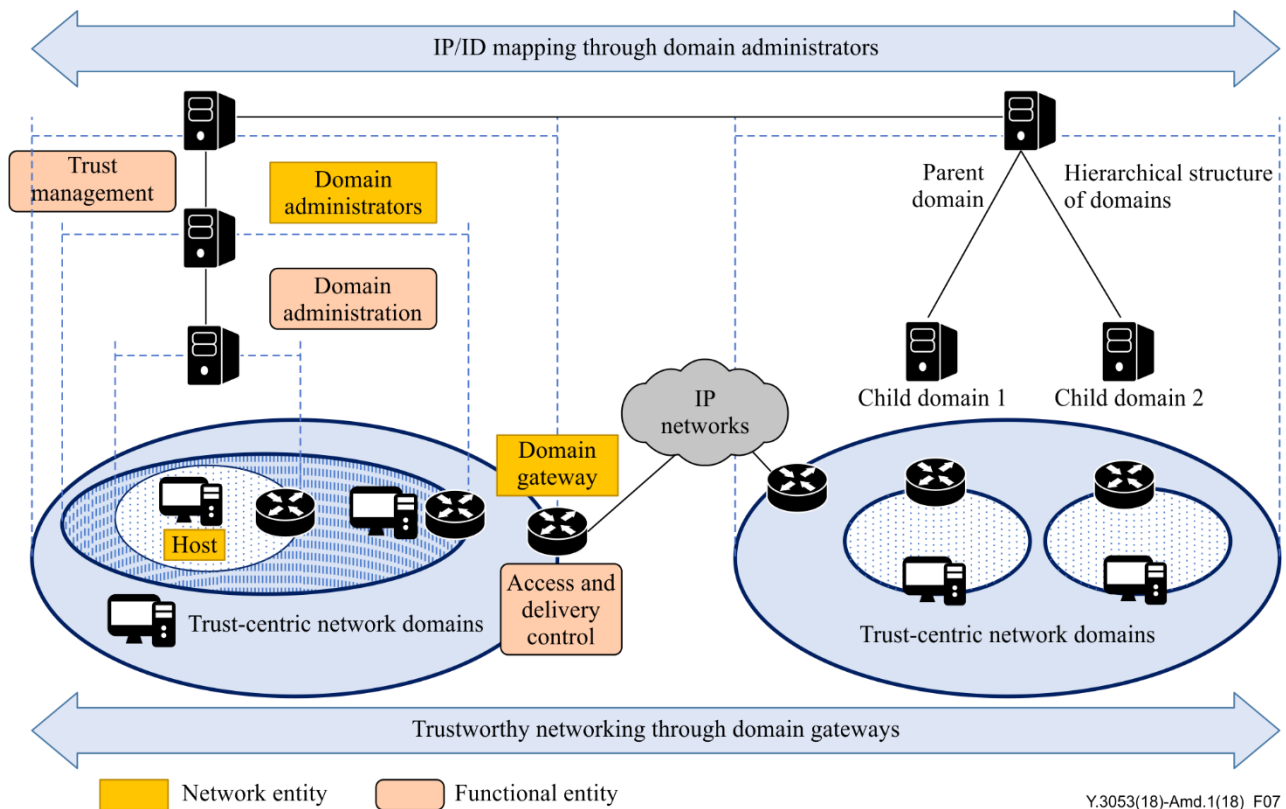 IP/ID mapping through domain administrators
Trust
management
Domain
administrators
Parent
domain
Hierarchical structure
of domains
Domain
administration
Child domain 1
Child domain 2
IP
networks
Domain
gateway
Host
Access and
delivery
control
Trust-centric network domains
Trust-centric network domains
Trustworthy networking through domain gateways
Network entity
Functional entity
Y.3053(18)-Amd.1(18)_F07